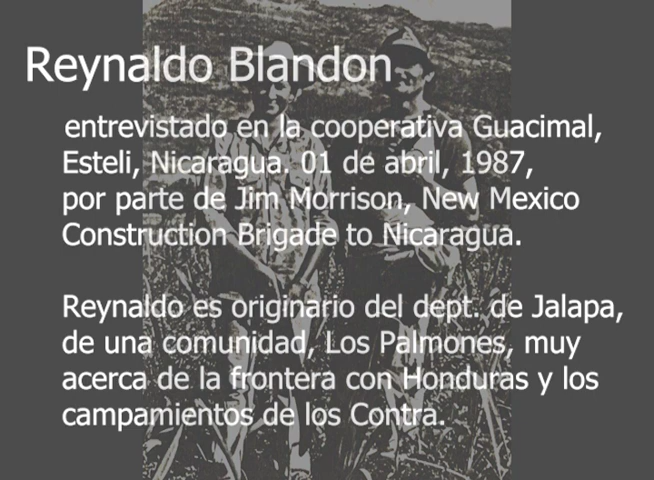 Reynaldo Blandon
entrevistado en la cooperativa Guacimal,
Esteli, Nicaragua. 01 de abril, 1987,
por parte de Jim Morrison, New Mexico
Construction Brigade to Nicaragua.
Reynaldo es originario del dept. de Jalapa,
de una comunidad, Los Palmones, muy
acerca de la frontera con Honduras y los
campamientos de los Contra.